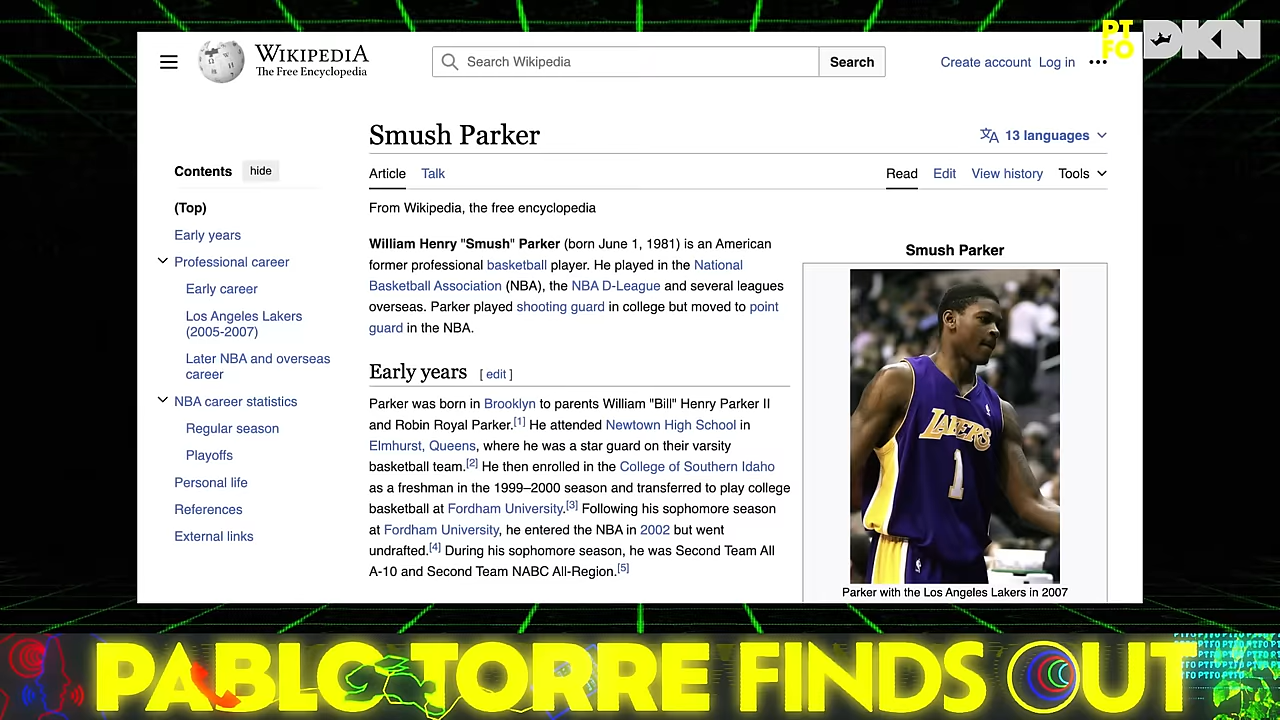 PT
FO
DKN
WIKIPEDIA
The Free Encyclopedia
Search Wikipedia
Search
Create account
Log in
Smush Parker
13 languages
Contents
hide
Article
Talk
Read
Edit
View history
Tools
(Top)
From Wikipedia, the free encyclopedia
Early years
Professional career
Early career
Los Angeles Lakers
(2005-2007)
Later NBA and overseas
career
NBA career statistics
Regular season
Playoffs
Personal life
References
External links
William Henry "Smush" Parker (born June 1, 1981) is an American
former professional basketball player. He played in the National
Basketball Association (NBA), the NBA D-League and several leagues
overseas. Parker played shooting guard in college but moved to point
guard in the NBA.
Early years [ edit ]
Parker was born in Brooklyn to parents William "Bill" Henry Parker II
and Robin Royal Parker.[1] He attended Newtown High School in
Elmhurst, Queens, where he was a star guard on their varsity
basketball team.[2] He then enrolled in the College of Southern Idaho
as a freshman in the 1999–2000 season and transferred to play college
basketball at Fordham University.[3] Following his sophomore season
at Fordham University, he entered the NBA in 2002 but went
undrafted.[4] During his sophomore season, he was Second Team All
A-10 and Second Team NABC All-Region.[5]
Smush Parker
LAKERS
1
Parker with the Los Angeles Lakers in 2007
PABLO TORRE FINDS OUT